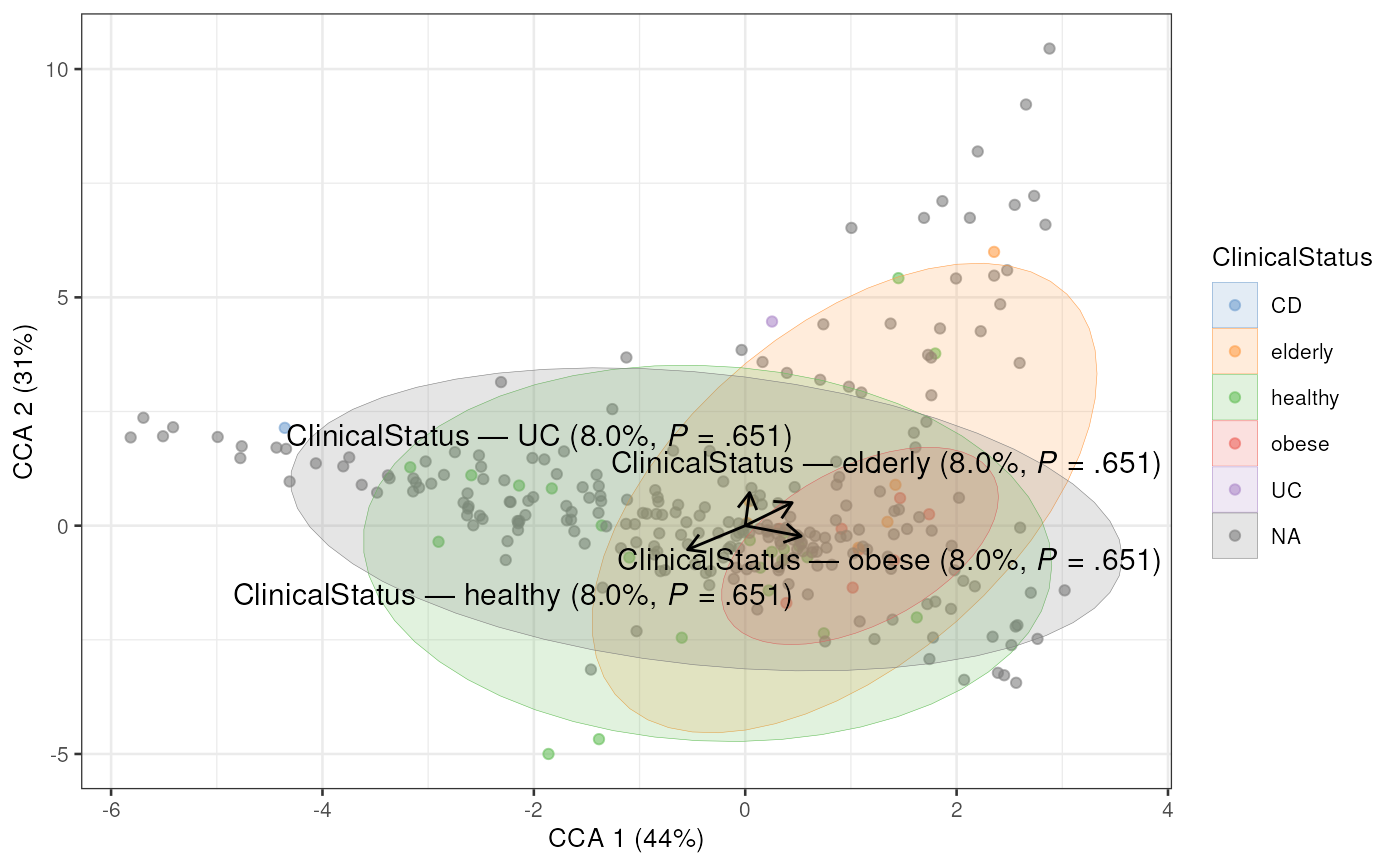 10
5
0
-5
CCA 2 (31%)
ClinicalStatus — UC (8.0%, P = .651)
ClinicalStatus — elderly (8.0%, P = .651)
ClinicalStatus — obese (8.0%, P = .651)
ClinicalStatus — healthy (8.0%, P = .651)
-6 -4 -2 0 2 4
CCA 1 (44%)
ClinicalStatus
CD
elderly
healthy
obese
UC
NA